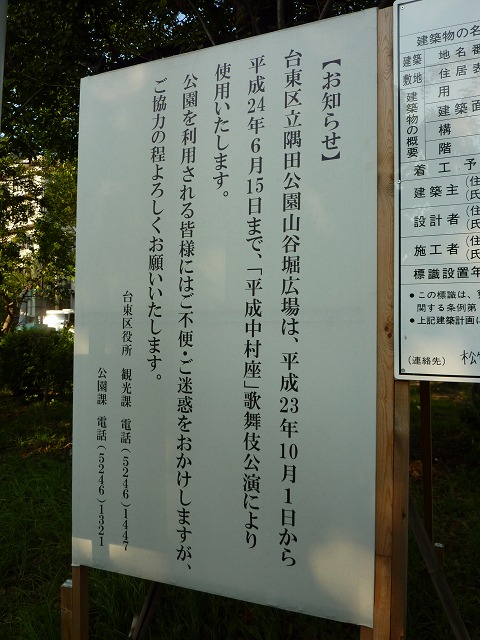 【お知らせ】
台東区立隅田公園山谷堀広場は、平成23年10月1日から
平成24年6月15日まで、「平成中村座」歌舞伎公演により
使用いたします。
公園を利用される皆様にはご不便・ご迷惑をおかけしますが、
ご協力の程よろしくお願いいたします。
台東区役所 観光課 電話(5246)1447
公園課 電話(5246)1321
建築物の名
建築
敷地
地名番
住居表
建築物の概要
用
建築面
構
階
着工予
建築主
設計者
施工者
標識設置年
●この標識は、
関する条例第
●上記建築計画に
(連絡先)